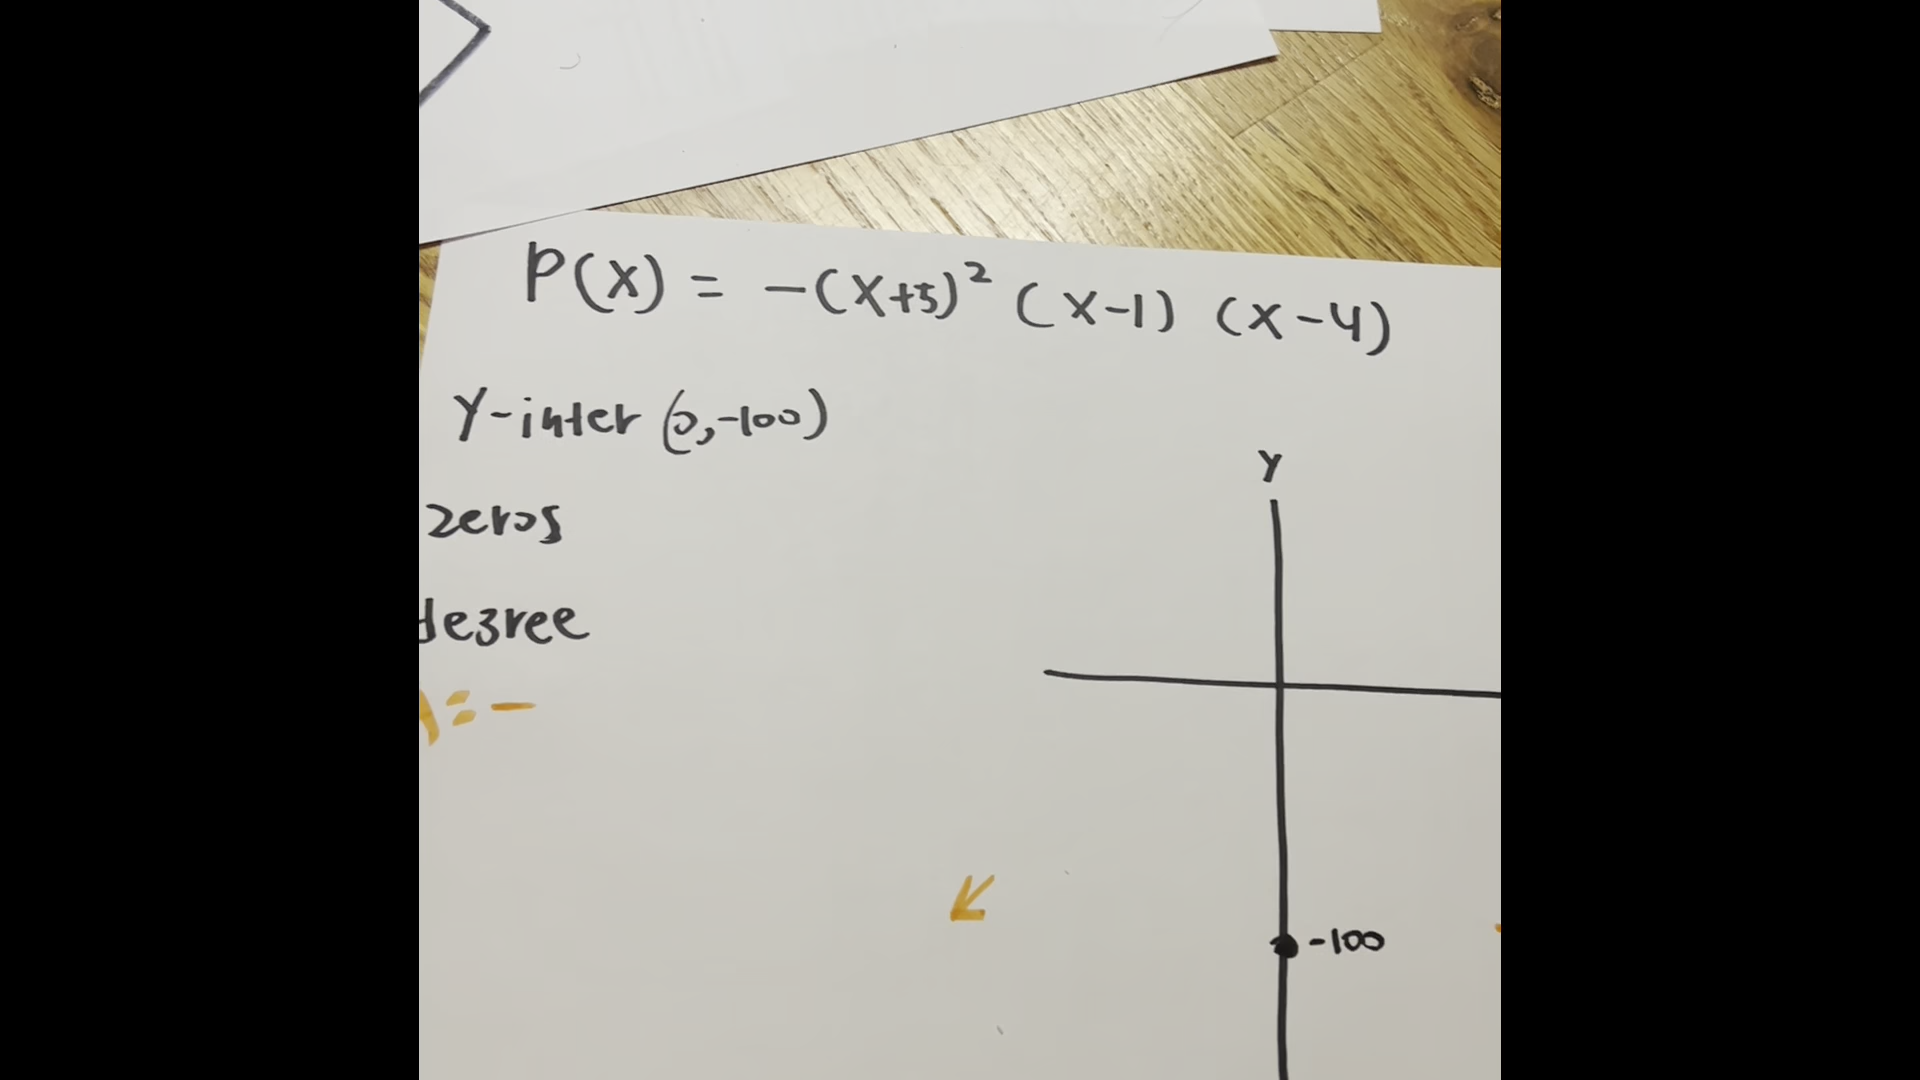 P(x) = -(x+5)² (x-1) (x-4)
Y-inter (0,-100)
zeros
degree
) = -
Y
-100